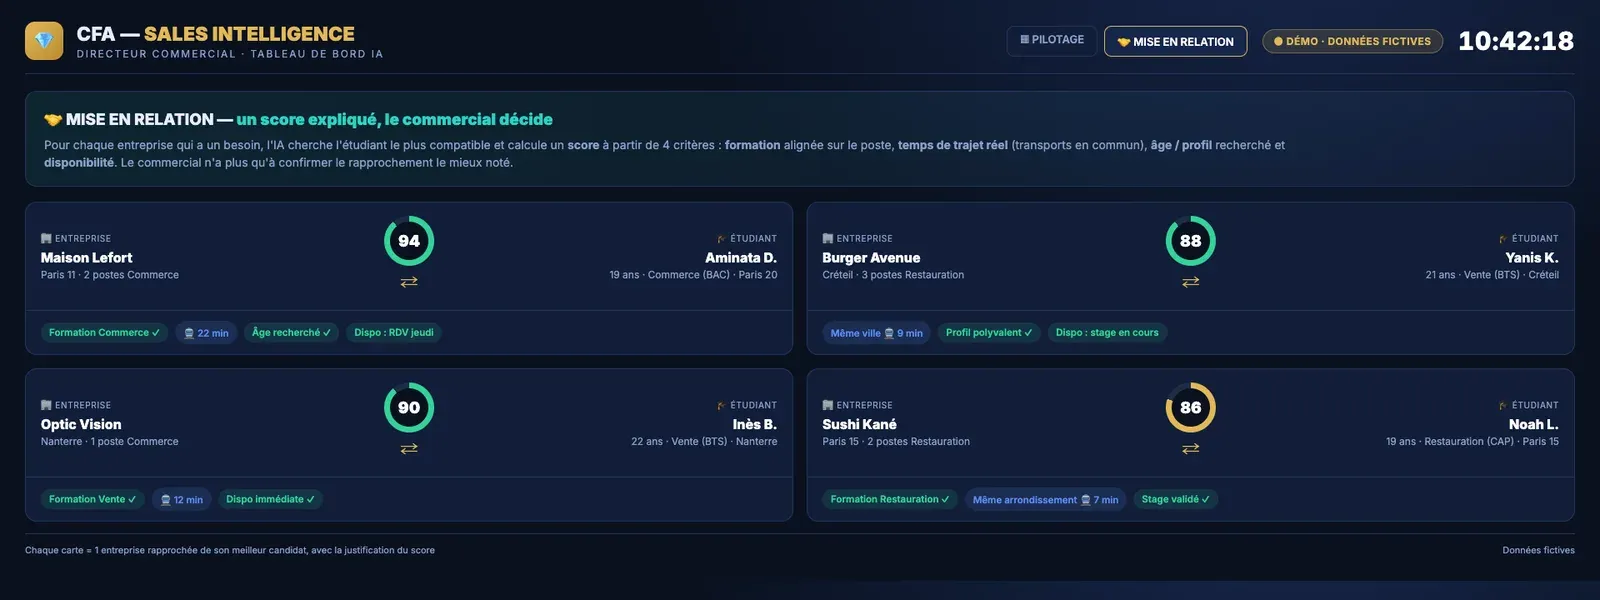 CFA — SALES INTELLIGENCE
DIRECTEUR COMMERCIAL · TABLEAU DE BORD IA
PILOTAGE
MISE EN RELATION
DÉMO · DONNÉES FICTIVES
10:42:18
MISE EN RELATION — un score expliqué, le commercial décide
Pour chaque entreprise qui a un besoin, l'IA cherche l'étudiant le plus compatible et calcule un score à partir de 4 critères : formation alignée sur le poste, temps de trajet réel (transports en commun), âge / profil recherché et
disponibilité. Le commercial n'a plus qu'à confirmer le rapprochement le mieux noté.
ENTREPRISE
Maison Lefort
Paris 11 · 2 postes Commerce
94
ÉTUDIANT
Aminata D.
19 ans · Commerce (BAC) · Paris 20
Formation Commerce ✓
22 min
Âge recherché ✓
Dispo : RDV jeudi
ENTREPRISE
Burger Avenue
Créteil · 3 postes Restauration
88
ÉTUDIANT
Yanis K.
21 ans · Vente (BTS) · Créteil
Même ville 9 min
Profil polyvalent ✓
Dispo : stage en cours
ENTREPRISE
Optic Vision
Nanterre · 1 poste Commerce
90
ÉTUDIANT
Inès B.
22 ans · Vente (BTS) · Nanterre
Formation Vente ✓
12 min
Dispo immédiate ✓
ENTREPRISE
Sushi Kané
Paris 15 · 2 postes Restauration
86
ÉTUDIANT
Noah L.
19 ans · Restauration (CAP) · Paris 15
Formation Restauration ✓
Même arrondissement 7 min
Stage validé ✓
Chaque carte = 1 entreprise rapprochée de son meilleur candidat, avec la justification du score
Données fictives